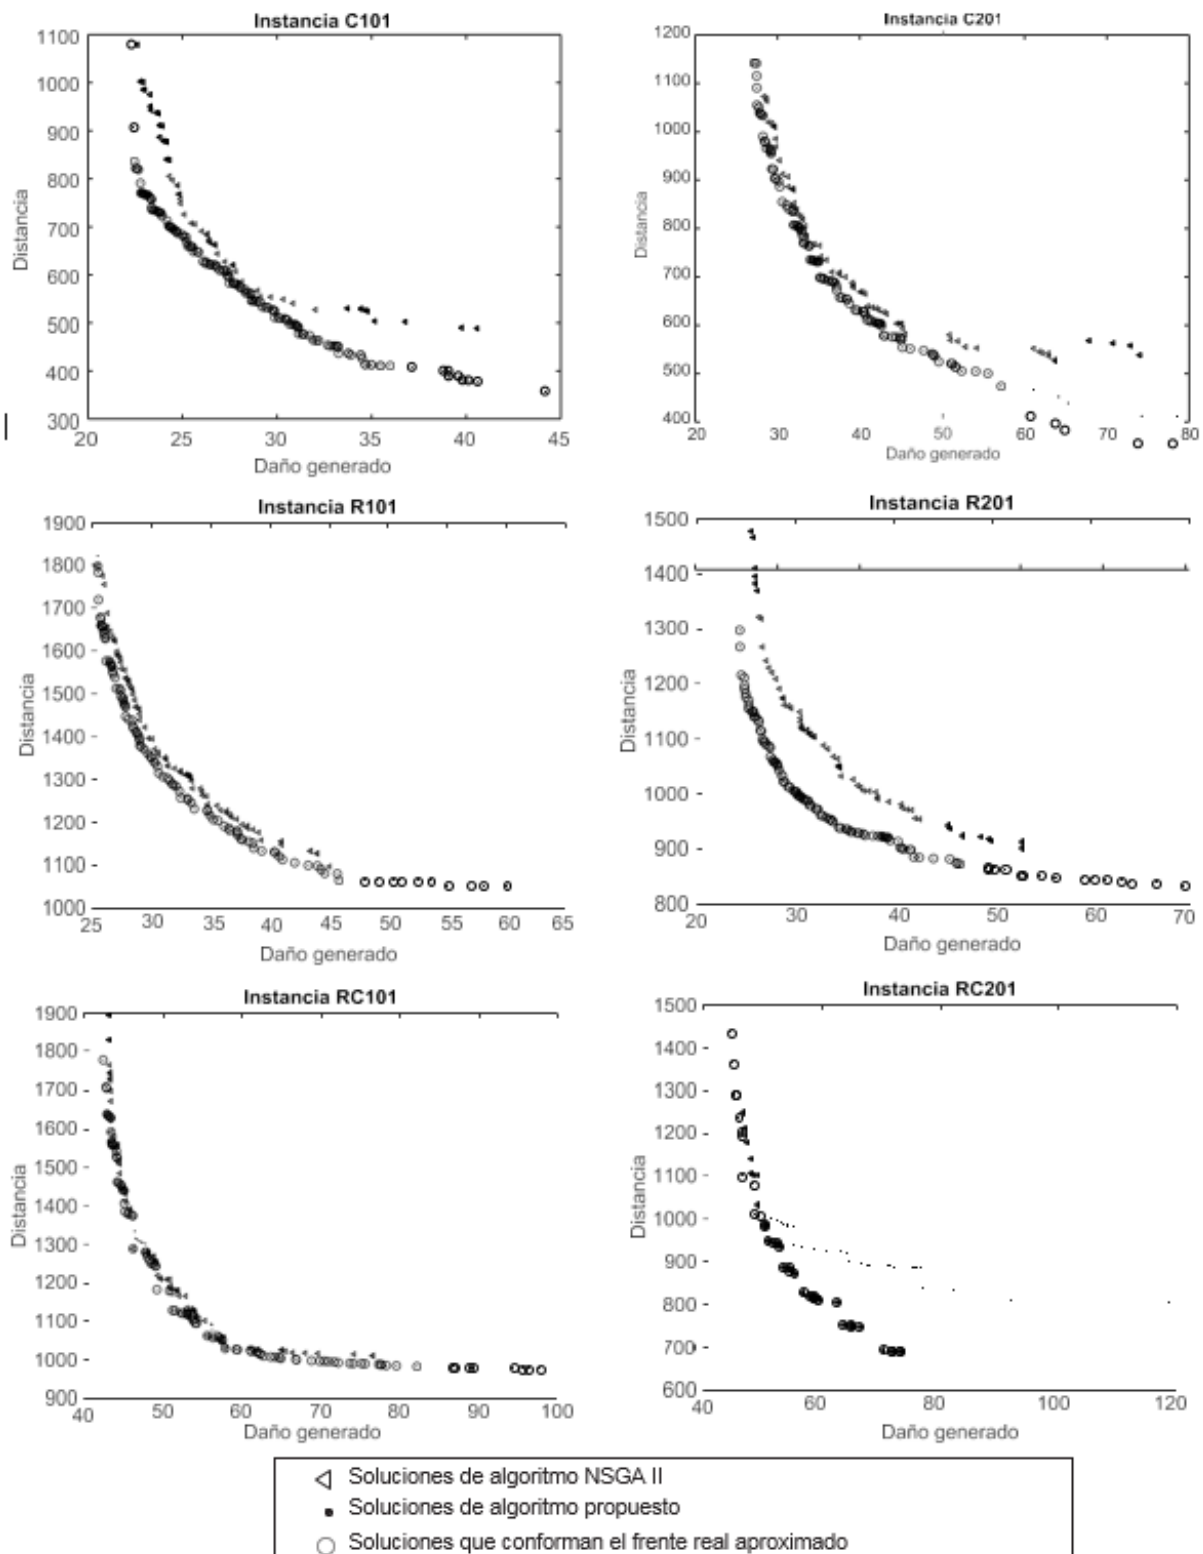 Instancia C101
1100
1000
900
800
700
600
500
400
300
Distancia
20 25 30 35 40 45
Daño generado
Instancia C201
1200
1100
1000
900
800
700
600
500
400
Distancia
20 30 40 50 60 70 80
Daño generado
Instancia R101
1900
1800
1700
1600
1500
1400
1300
1200
1100
1000
Distancia
25 30 35 40 45 50 55 60 65
Daño generado
Instancia R201
1500
1400
1300
1200
1100
1000
900
800
Distancia
20 30 40 50 60 70
Daño generado
Instancia RC101
1900
1800
1700
1600
1500
1400
1300
1200
1100
1000
900
Distancia
40 50 60 70 80 90 100
Daño generado
Instancia RC201
1500
1400
1300
1200
1100
1000
900
800
700
600
Distancia
40 60 80 100 120
Daño generado
Soluciones de algoritmo NSGA II
Soluciones de algoritmo propuesto
Soluciones que conforman el frente real aproximado